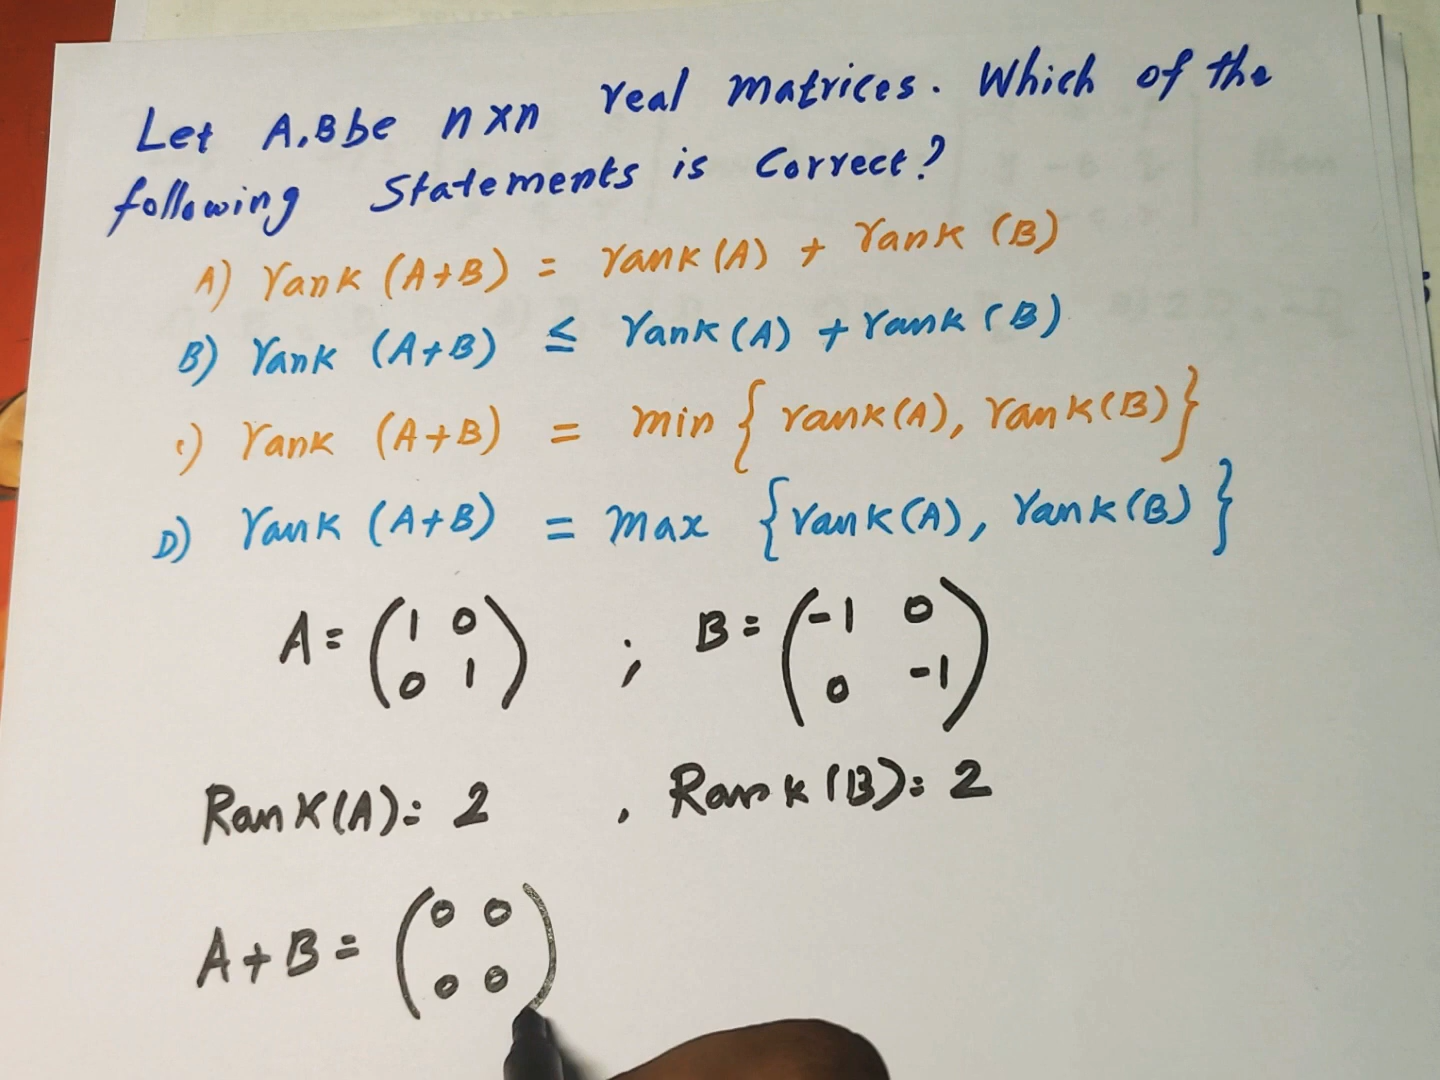 Let A,B be n×n real matrices. Which of the
following Statements is Correct?
A) rank (A+B) = rank(A) + rank (B)
B) rank (A+B) ≤ rank(A) + rank (B)
c) rank (A+B) = min { rank(A), rank(B)}
D) rank (A+B) = max {rank(A), rank(B)}
A= (1 0 ; B= (-1 0
0 1) 0 -1)
Rank(A)= 2 , Rank(B)= 2
A+B= (0 0
0 0)